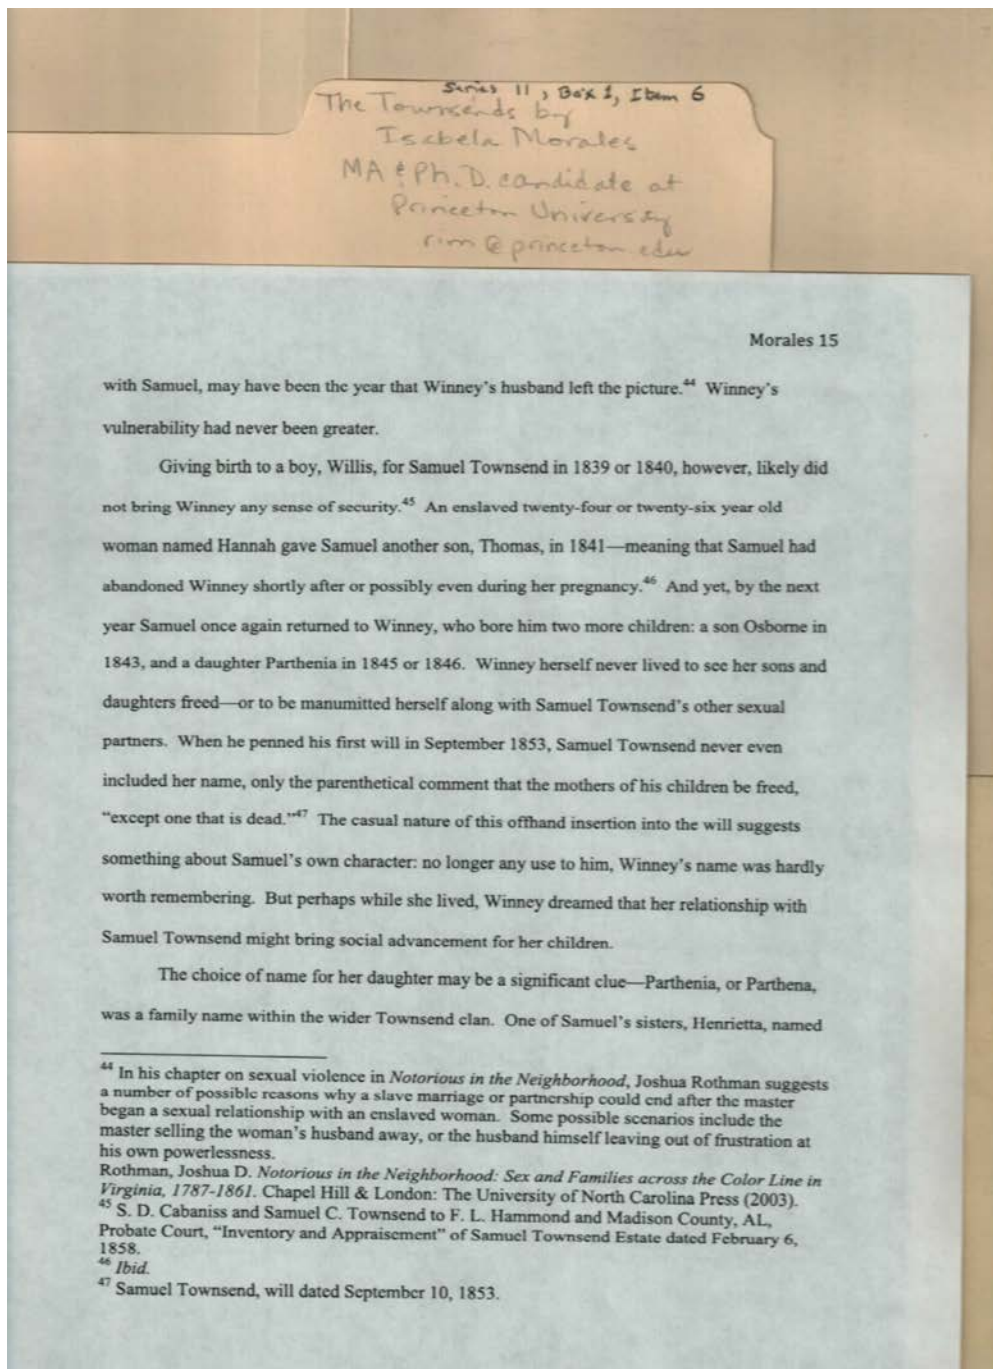 Series 11, Box 1, Item 6
The Townsends by
Isabela Morales
MA & Ph.D. candidate at
Princeton University
rim@princeton.edu
Morales 15
with Samuel, may have been the year that Winney's husband left the picture.44 Winney's
vulnerability had never been greater.
Giving birth to a boy, Willis, for Samuel Townsend in 1839 or 1840, however, likely did
not bring Winney any sense of security.45 An enslaved twenty-four or twenty-six year old
woman named Hannah gave Samuel another son, Thomas, in 1841—meaning that Samuel had
abandoned Winney shortly after or possibly even during her pregnancy.46 And yet, by the next
year Samuel once again returned to Winney, who bore him two more children: a son Osborne in
1843, and a daughter Parthenia in 1845 or 1846. Winney herself never lived to see her sons and
daughters freed—or to be manumitted herself along with Samuel Townsend's other sexual
partners. When he penned his first will in September 1853, Samuel Townsend never even
included her name, only the parenthetical comment that the mothers of his children be freed,
"except one that is dead."47 The casual nature of this offhand insertion into the will suggests
something about Samuel's own character: no longer any use to him, Winney's name was hardly
worth remembering. But perhaps while she lived, Winney dreamed that her relationship with
Samuel Townsend might bring social advancement for her children.
The choice of name for her daughter may be a significant clue—Parthenia, or Parthena,
was a family name within the wider Townsend clan. One of Samuel's sisters, Henrietta, named
44 In his chapter on sexual violence in Notorious in the Neighborhood, Joshua Rothman suggests
a number of possible reasons why a slave marriage or partnership could end after the master
began a sexual relationship with an enslaved woman. Some possible scenarios include the
master selling the woman's husband away, or the husband himself leaving out of frustration at
his own powerlessness.
Rothman, Joshua D. Notorious in the Neighborhood: Sex and Families across the Color Line in
Virginia, 1787-1861. Chapel Hill & London: The University of North Carolina Press (2003).
45 S. D. Cabaniss and Samuel C. Townsend to F. L. Hammond and Madison County, AL,
Probate Court, "Inventory and Appraisement" of Samuel Townsend Estate dated February 6,
1858.
46 Ibid.
47 Samuel Townsend, will dated September 10, 1853.